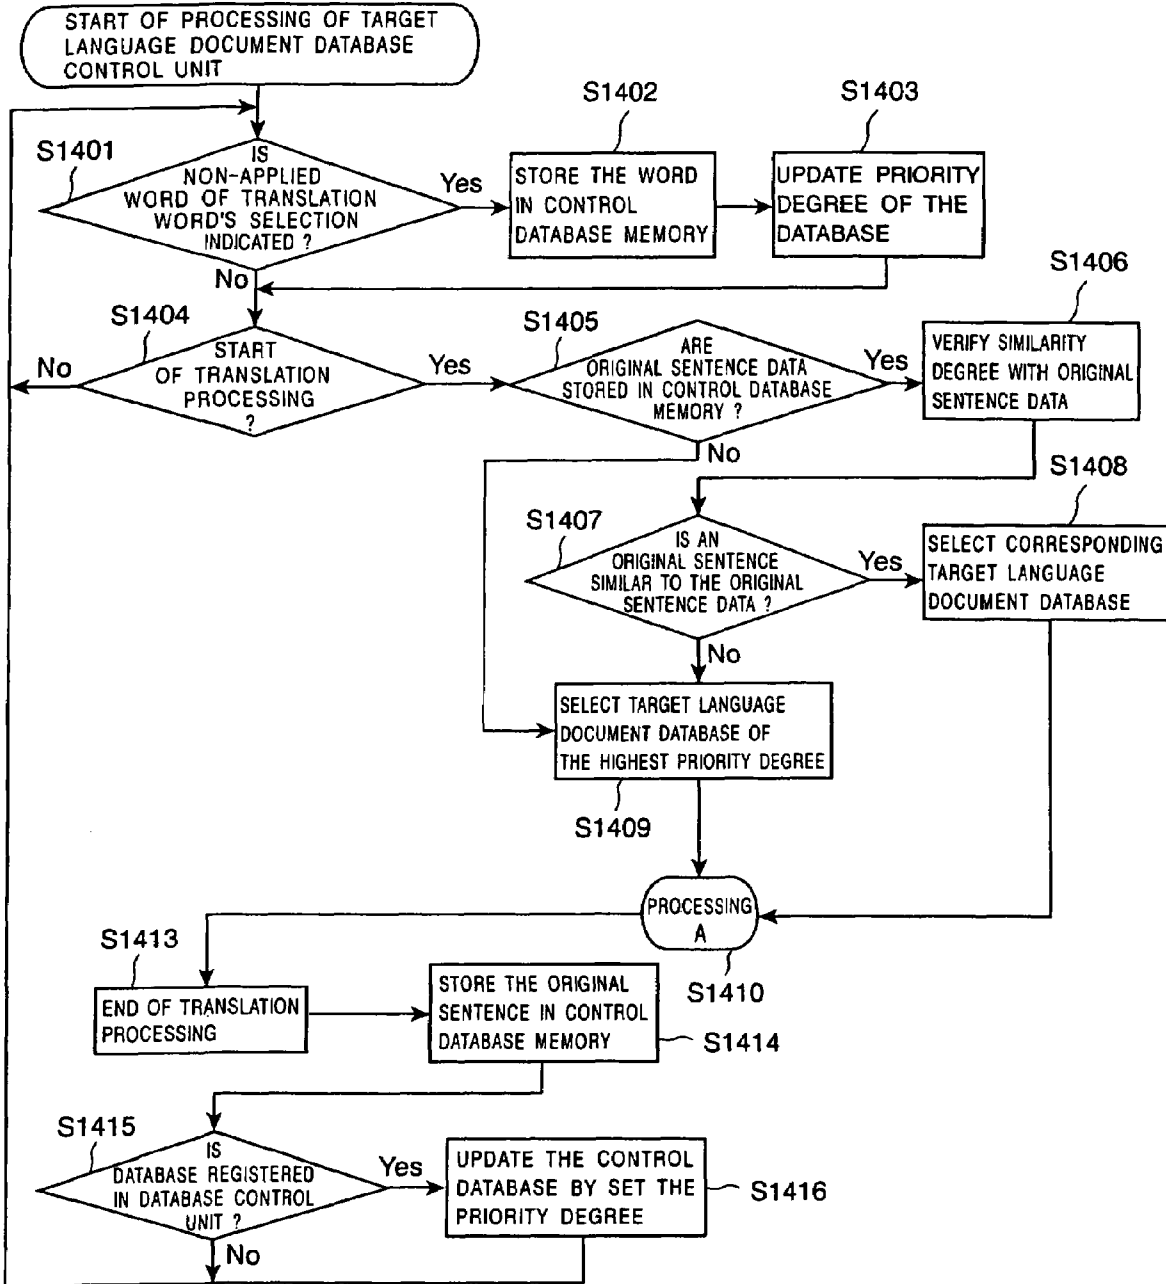 START OF PROCESSING OF TARGET
LANGUAGE DOCUMENT DATABASE
CONTROL UNIT
S1401
IS
NON-APPLIED
WORD OF TRANSLATION
WORD'S SELECTION
INDICATED ?
Yes
No
S1402
STORE THE WORD
IN CONTROL
DATABASE MEMORY
S1403
UPDATE PRIORITY
DEGREE OF THE
DATABASE
S1404
START
OF TRANSLATION
PROCESSING
?
No
Yes
S1405
ARE
ORIGINAL SENTENCE DATA
STORED IN CONTROL DATABASE
MEMORY ?
Yes
No
S1406
VERIFY SIMILARITY
DEGREE WITH ORIGINAL
SENTENCE DATA
S1407
IS AN
ORIGINAL SENTENCE
SIMILAR TO THE ORIGINAL
SENTENCE DATA ?
Yes
No
S1408
SELECT CORRESPONDING
TARGET LANGUAGE
DOCUMENT DATABASE
SELECT TARGET LANGUAGE
DOCUMENT DATABASE OF
THE HIGHEST PRIORITY DEGREE
S1409
PROCESSING
A
S1410
S1413
END OF TRANSLATION
PROCESSING
STORE THE ORIGINAL
SENTENCE IN CONTROL
DATABASE MEMORY
S1414
S1415
IS
DATABASE REGISTERED
IN DATABASE CONTROL
UNIT ?
Yes
No
UPDATE THE CONTROL
DATABASE BY SET THE
PRIORITY DEGREE
S1416